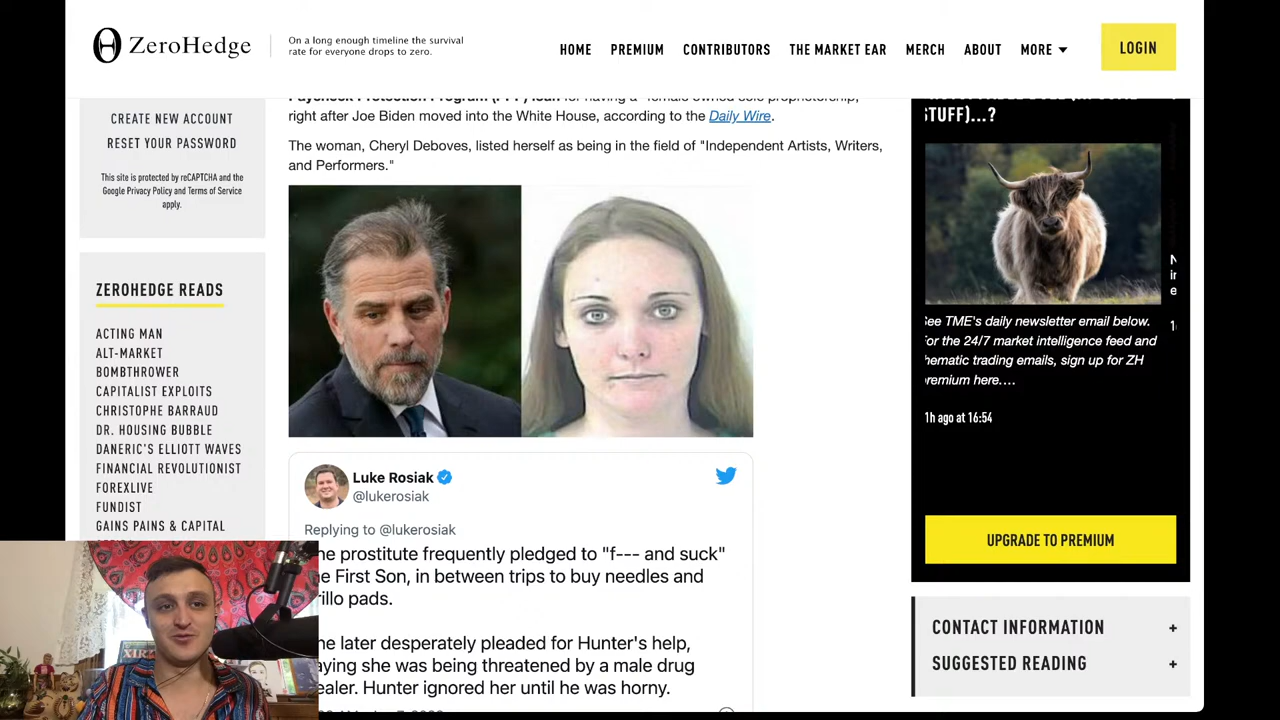 ZeroHedge
On a long enough timeline the survival
rate for everyone drops to zero.
HOME PREMIUM CONTRIBUTORS THE MARKET EAR MERCH ABOUT MORE
LOGIN
CREATE NEW ACCOUNT
RESET YOUR PASSWORD
This site is protected by reCAPTCHA and the
Google Privacy Policy and Terms of Service
apply.
ZEROHEDGE READS
ACTING MAN
ALT-MARKET
BOMBTHROWER
CAPITALIST EXPLOITS
CHRISTOPHE BARRAUD
DR. HOUSING BUBBLE
DANERIC'S ELLIOTT WAVES
FINANCIAL REVOLUTIONIST
FOREXLIVE
FUNDIST
GAINS PAINS & CAPITAL
Paycheck Protection Program (PPP) loan for having a "female owned sole proprietorship,"
right after Joe Biden moved into the White House, according to the Daily Wire.
The woman, Cheryl Deboves, listed herself as being in the field of "Independent Artists, Writers,
and Performers."
Luke Rosiak
@lukerosiak
Replying to @lukerosiak
prostitute frequently pledged to "f--- and suck"
First Son, in between trips to buy needles and
pads.
later desperately pleaded for Hunter's help,
she was being threatened by a male drug
Hunter ignored her until he was horny.
STUFF)...?
See TME's daily newsletter email below.
For the 24/7 market intelligence feed and
thematic trading emails, sign up for ZH
premium here....
1h ago at 16:54
UPGRADE TO PREMIUM
CONTACT INFORMATION +
SUGGESTED READING +